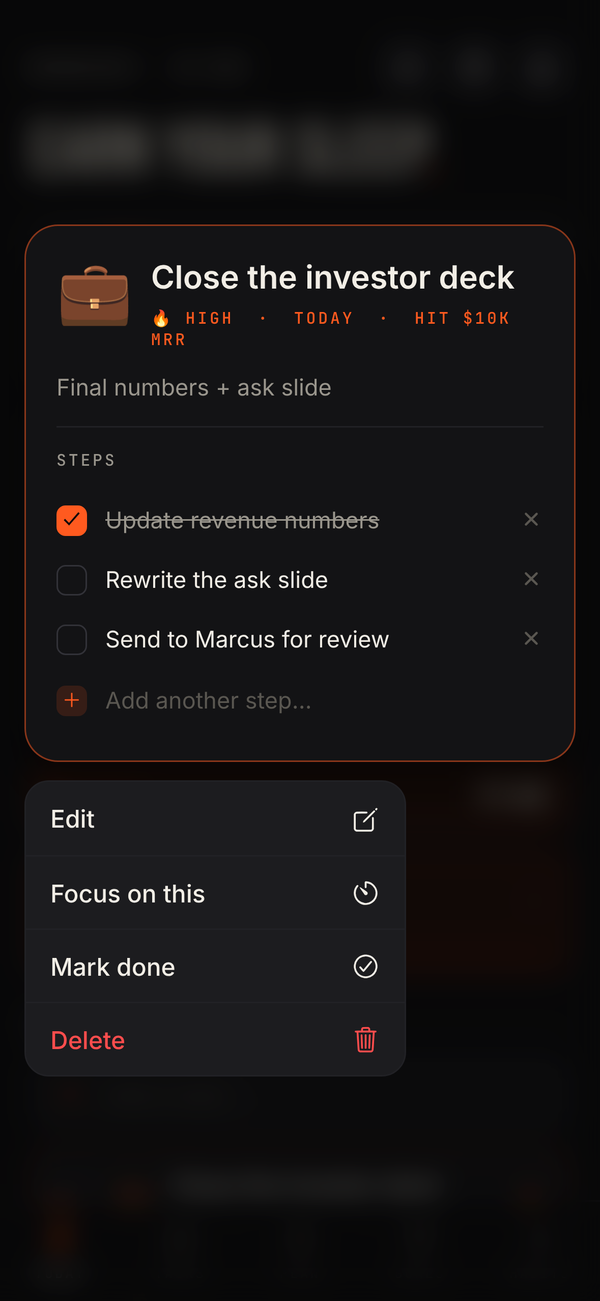 Close the investor deck
🔥 HIGH · TODAY · HIT $10K
MRR
Final numbers + ask slide
STEPS
Update revenue numbers
Rewrite the ask slide
Send to Marcus for review
Add another step...
Edit
Focus on this
Mark done
Delete